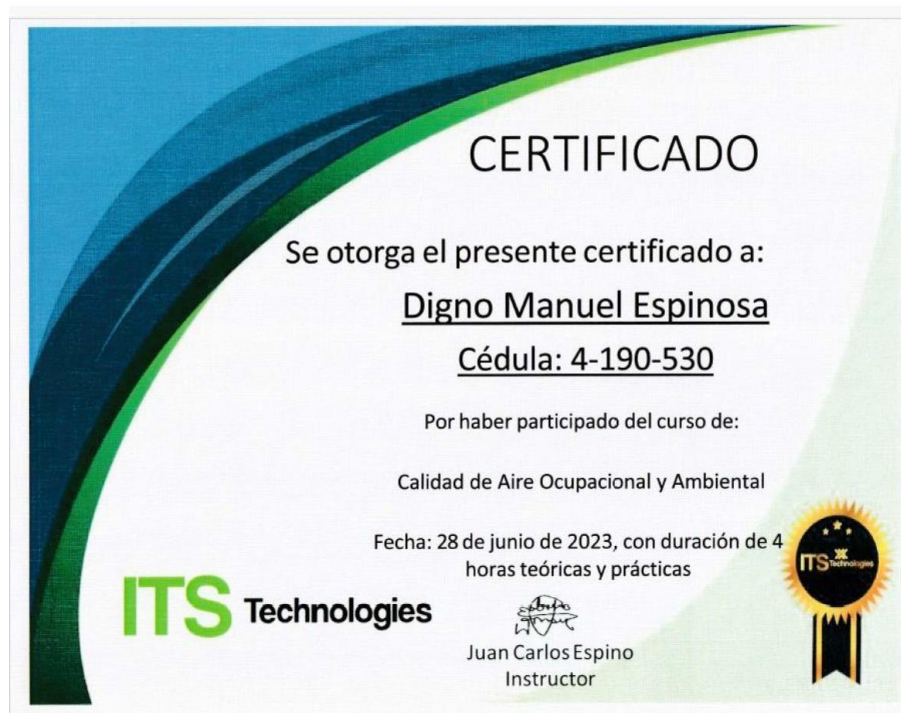 CERTIFICADO
Se otorga el presente certificado a:
Digno Manuel Espinosa
Cédula: 4-190-530
Por haber participado del curso de:
Calidad de Aire Ocupacional y Ambiental
Fecha: 28 de junio de 2023, con duración de 4
horas teóricas y prácticas
ITS Technologies
ITS Technologies
Juan Carlos Espino
Instructor